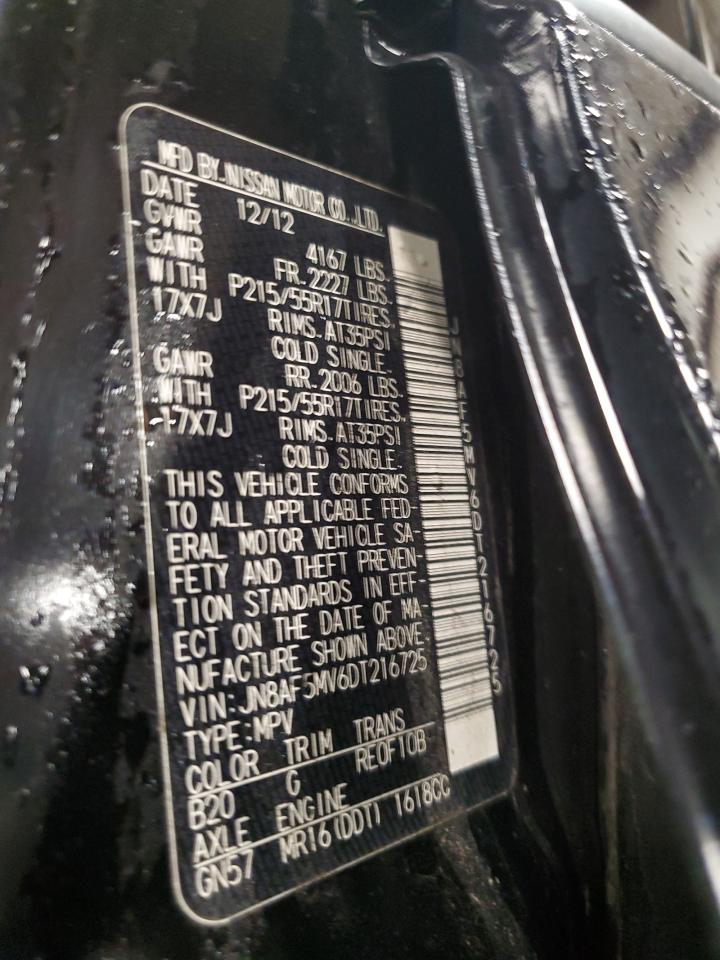 MFD BY.NISSAN MOTOR CO.,LTD.
DATE 12/12
GVWR 4167 LBS.
GAWR FR.2227 LBS.
WITH P215/55R17TIRES.
17X7J RIMS.AT35PSI
COLD SINGLE.
GAWR RR.2006 LBS.
WITH P215/55R17TIRES.
17X7J RIMS.AT35PSI
COLD SINGLE.
THIS VEHICLE CONFORMS
TO ALL APPLICABLE FED-
ERAL MOTOR VEHICLE SA-
FETY AND THEFT PREVEN-
TION STANDARDS IN EFF-
ECT ON THE DATE OF MA-
NUFACTURE SHOWN ABOVE.
VIN:JN8AF5MV6DT216725
TYPE:MPV
COLOR TRIM TRANS
B20 G RE0F10B
AXLE ENGINE
GN57 MR16(DDT) 1618CC
JN8AF5MV6DT216725